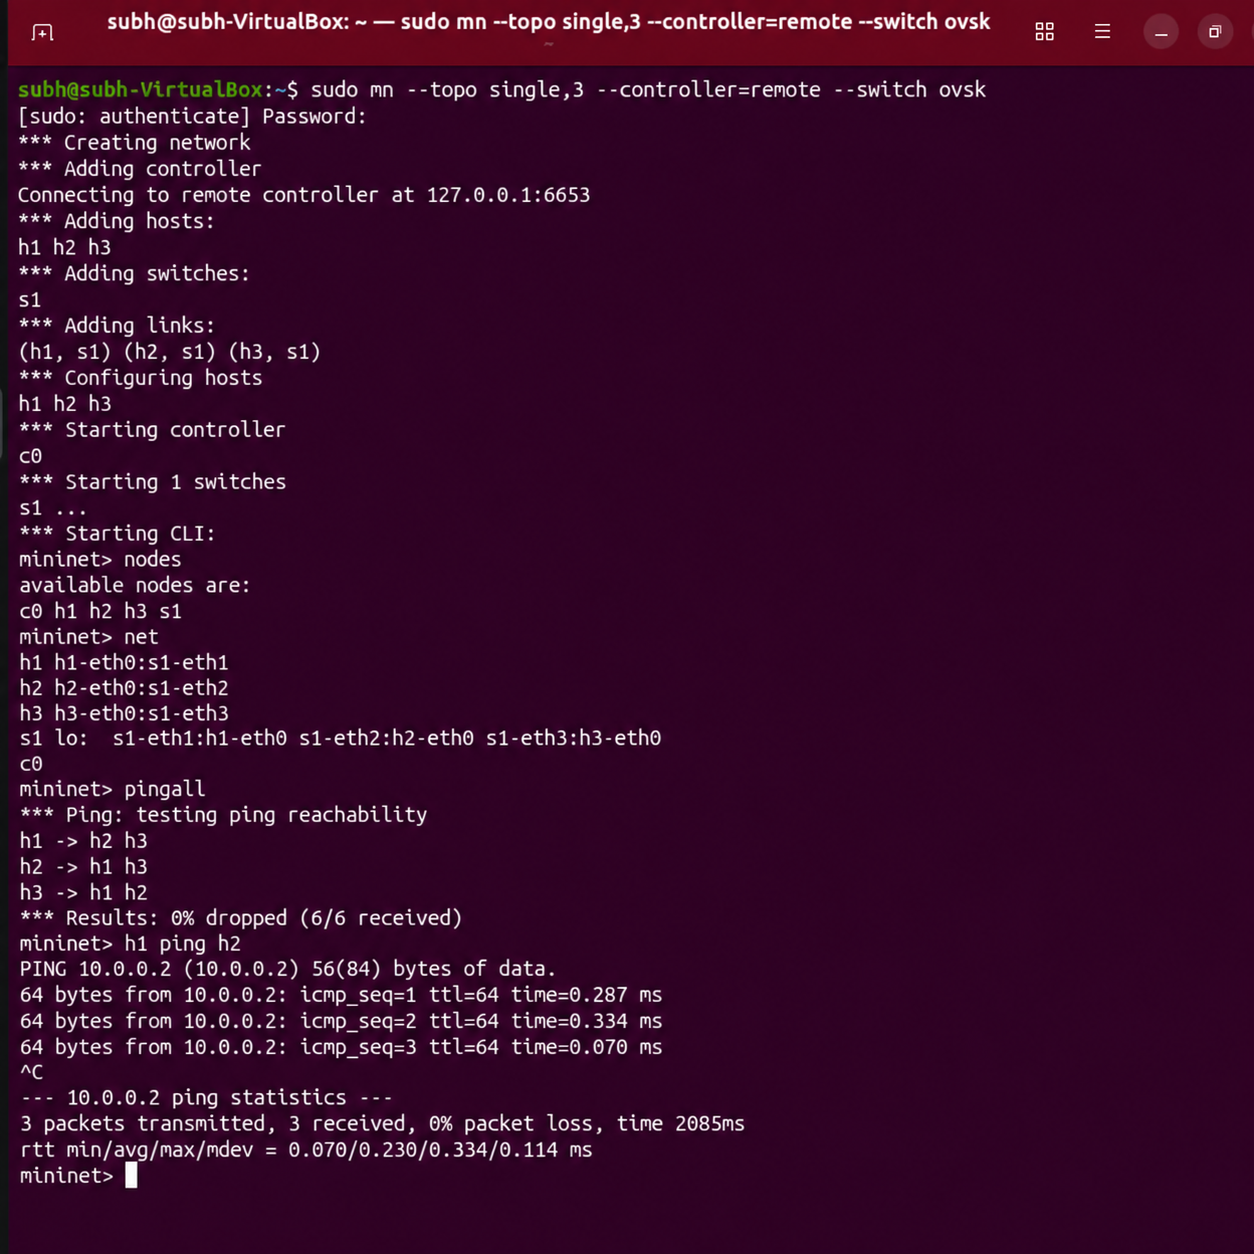 subh@subh-VirtualBox: ~ — sudo mn --topo single,3 --controller=remote --switch ovsk
~
subh@subh-VirtualBox:~$ sudo mn --topo single,3 --controller=remote --switch ovsk
[sudo: authenticate] Password:
*** Creating network
*** Adding controller
Connecting to remote controller at 127.0.0.1:6653
*** Adding hosts:
h1 h2 h3
*** Adding switches:
s1
*** Adding links:
(h1, s1) (h2, s1) (h3, s1)
*** Configuring hosts
h1 h2 h3
*** Starting controller
c0
*** Starting 1 switches
s1 ...
*** Starting CLI:
mininet> nodes
available nodes are:
c0 h1 h2 h3 s1
mininet> net
h1 h1-eth0:s1-eth1
h2 h2-eth0:s1-eth2
h3 h3-eth0:s1-eth3
s1 lo:  s1-eth1:h1-eth0 s1-eth2:h2-eth0 s1-eth3:h3-eth0
c0
mininet> pingall
*** Ping: testing ping reachability
h1 -> h2 h3
h2 -> h1 h3
h3 -> h1 h2
*** Results: 0% dropped (6/6 received)
mininet> h1 ping h2
PING 10.0.0.2 (10.0.0.2) 56(84) bytes of data.
64 bytes from 10.0.0.2: icmp_seq=1 ttl=64 time=0.287 ms
64 bytes from 10.0.0.2: icmp_seq=2 ttl=64 time=0.334 ms
64 bytes from 10.0.0.2: icmp_seq=3 ttl=64 time=0.070 ms
^C
--- 10.0.0.2 ping statistics ---
3 packets transmitted, 3 received, 0% packet loss, time 2085ms
rtt min/avg/max/mdev = 0.070/0.230/0.334/0.114 ms
mininet>